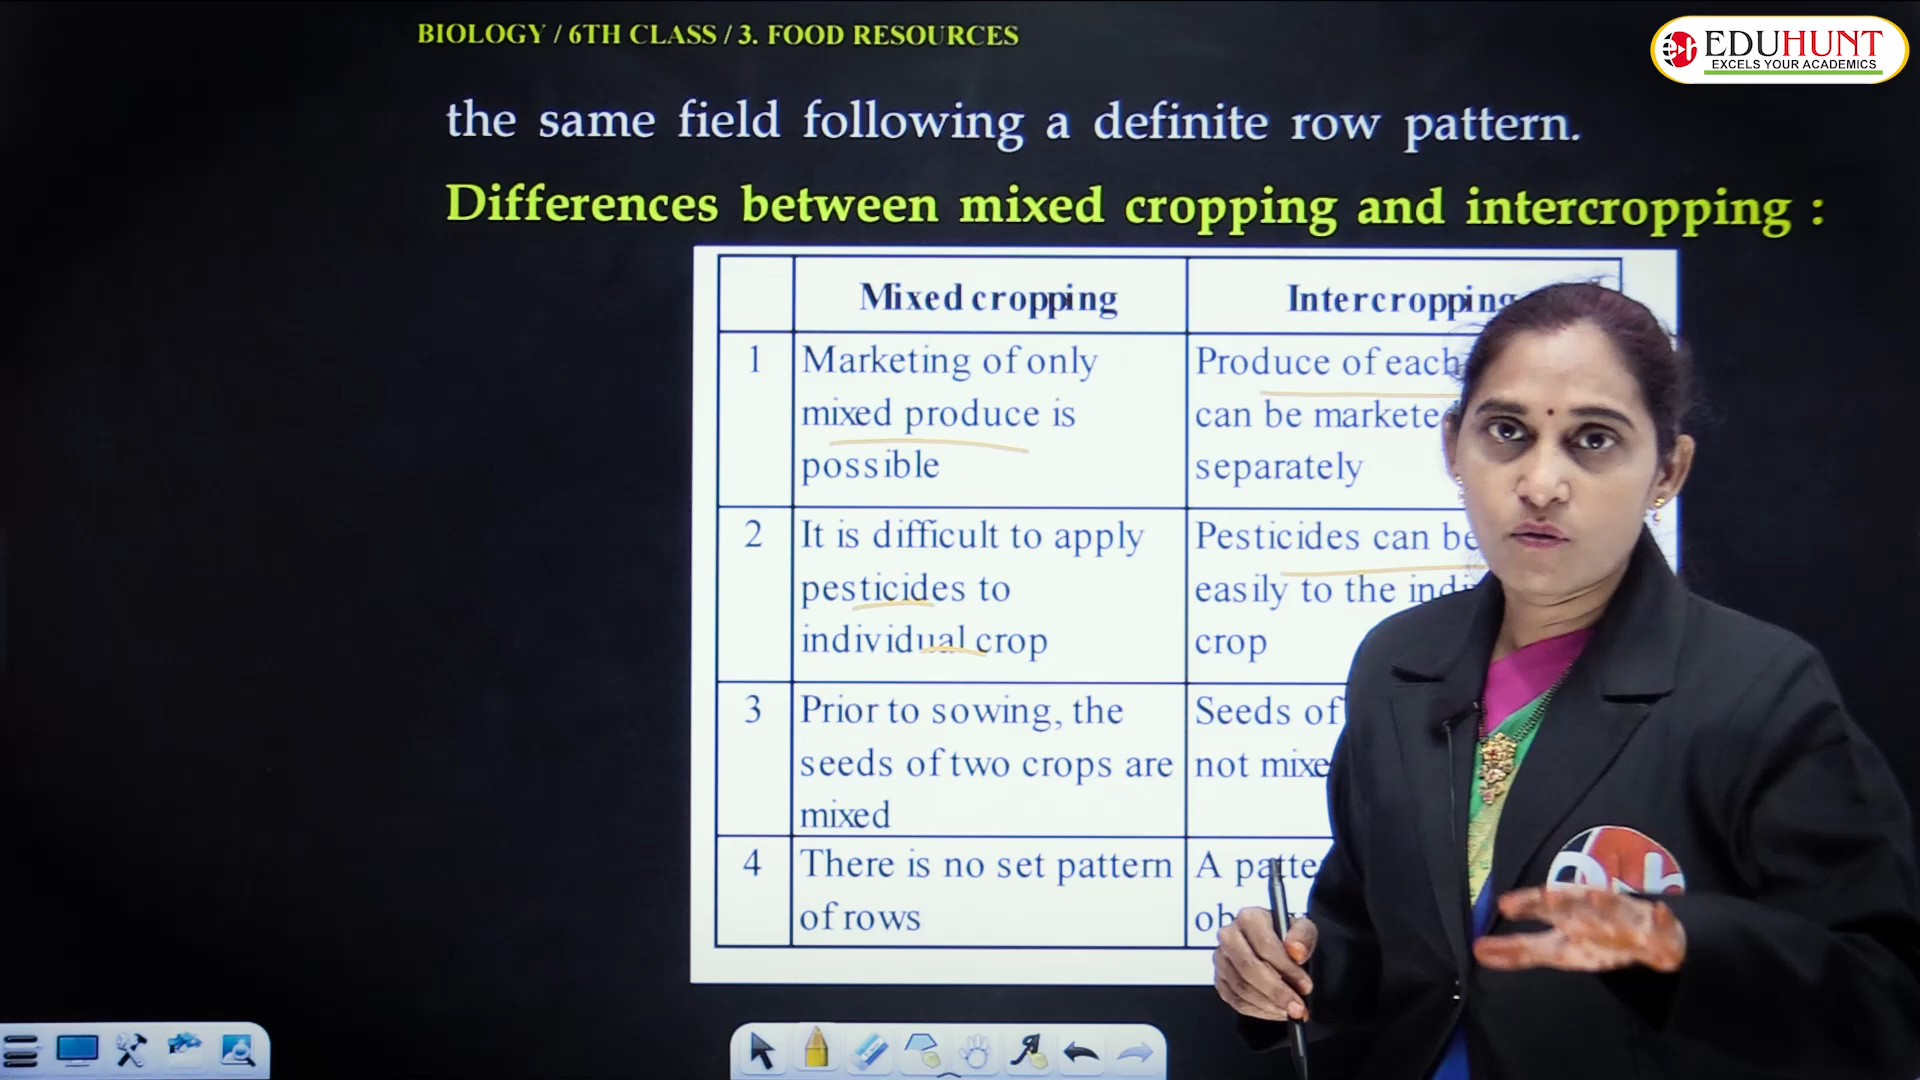 BIOLOGY / 6TH CLASS / 3. FOOD RESOURCES
EDUHUNT
EXCELS YOUR ACADEMICS
the same field following a definite row pattern.
Differences between mixed cropping and intercropping :
Mixed cropping
Intercropping
1
Marketing of only
mixed produce is
possible
Produce of each
can be markete
separately
2
It is difficult to apply
pesticides to
individual crop
Pesticides can be
easily to the indi
crop
3
Prior to sowing, the
seeds of two crops are
mixed
Seeds of
not mixe
4
There is no set pattern
of rows
A patte
ob